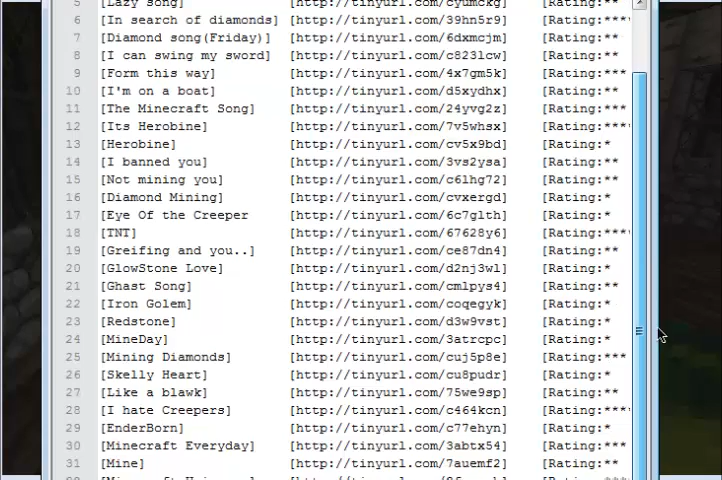 5 [Lazy song] [http://tinyurl.com/cyumckg] [Rating:**
6 [In search of diamonds] [http://tinyurl.com/39hn5r9] [Rating:****
7 [Diamond song(Friday)] [http://tinyurl.com/6dxmcjm] [Rating:**
8 [I can swing my sword] [http://tinyurl.com/c823lcw] [Rating:**
9 [Form this way] [http://tinyurl.com/4x7gm5k] [Rating:***
10 [I'm on a boat] [http://tinyurl.com/d5xydhx] [Rating:**
11 [The Minecraft Song] [http://tinyurl.com/24yvg2z] [Rating:***
12 [Its Herobine] [http://tinyurl.com/7v5whsx] [Rating:****
13 [Herobine] [http://tinyurl.com/cv5x9bd] [Rating:*
14 [I banned you] [http://tinyurl.com/3vs2ysa] [Rating:**
15 [Not mining you] [http://tinyurl.com/c6lhg72] [Rating:**
16 [Diamond Mining] [http://tinyurl.com/cvxergd] [Rating:*
17 [Eye Of the Creeper [http://tinyurl.com/6c7glth] [Rating:*
18 [TNT] [http://tinyurl.com/67628y6] [Rating:****
19 [Greifing and you..] [http://tinyurl.com/ce87dn4] [Rating:**
20 [GlowStone Love] [http://tinyurl.com/d2nj3wl] [Rating:*
21 [Ghast Song] [http://tinyurl.com/cmlpys4] [Rating:**
22 [Iron Golem] [http://tinyurl.com/coqegyk] [Rating:*
23 [Redstone] [http://tinyurl.com/d3w9vst] [Rating:*
24 [MineDay] [http://tinyurl.com/3atrcpc] [Rating:*
25 [Mining Diamonds] [http://tinyurl.com/cuj5p8e] [Rating:***
26 [Skelly Heart] [http://tinyurl.com/cu8pudr] [Rating:*
27 [Like a blawk] [http://tinyurl.com/75we9sp] [Rating:**
28 [I hate Creepers] [http://tinyurl.com/c464kcn] [Rating:****
29 [EnderBorn] [http://tinyurl.com/c77ehyn] [Rating:*
30 [Minecraft Everyday] [http://tinyurl.com/3abtx54] [Rating:***
31 [Mine] [http://tinyurl.com/7auemf2] [Rating:**